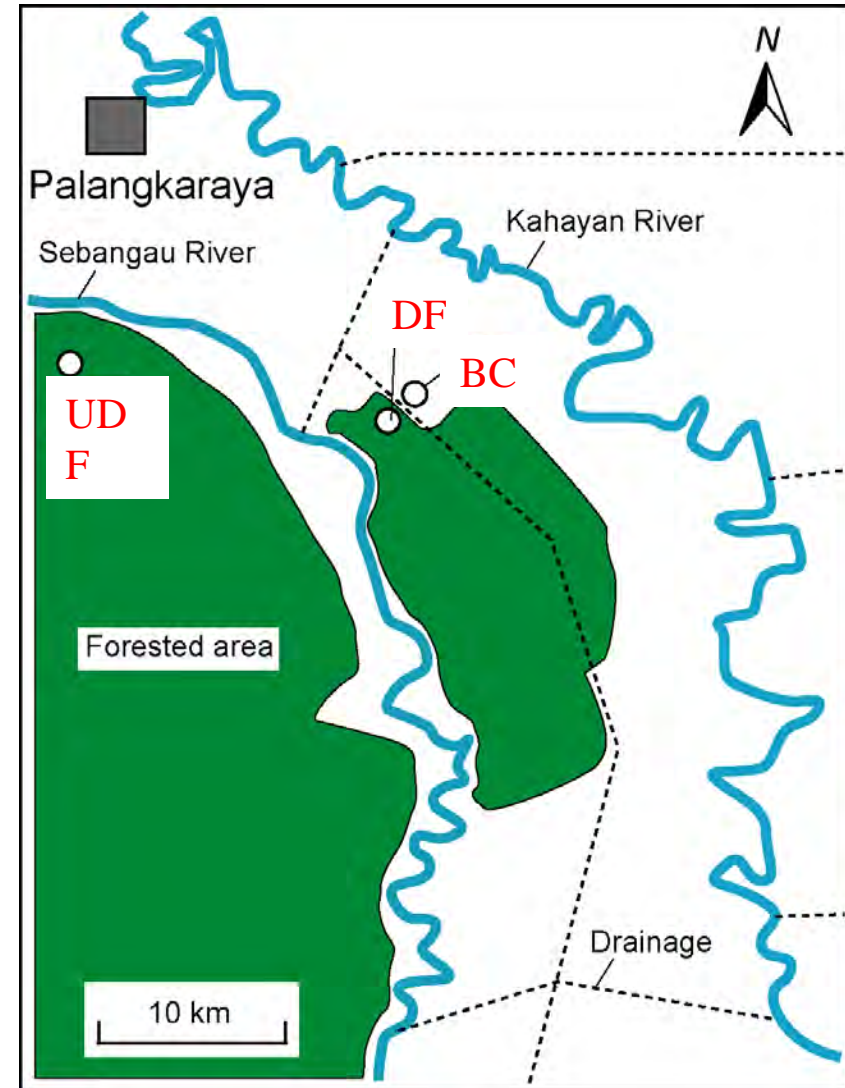 N
Palangkaraya
Kahayan River
Sebangau River
DF
BC
UD
F
Forested area
Drainage
10 km